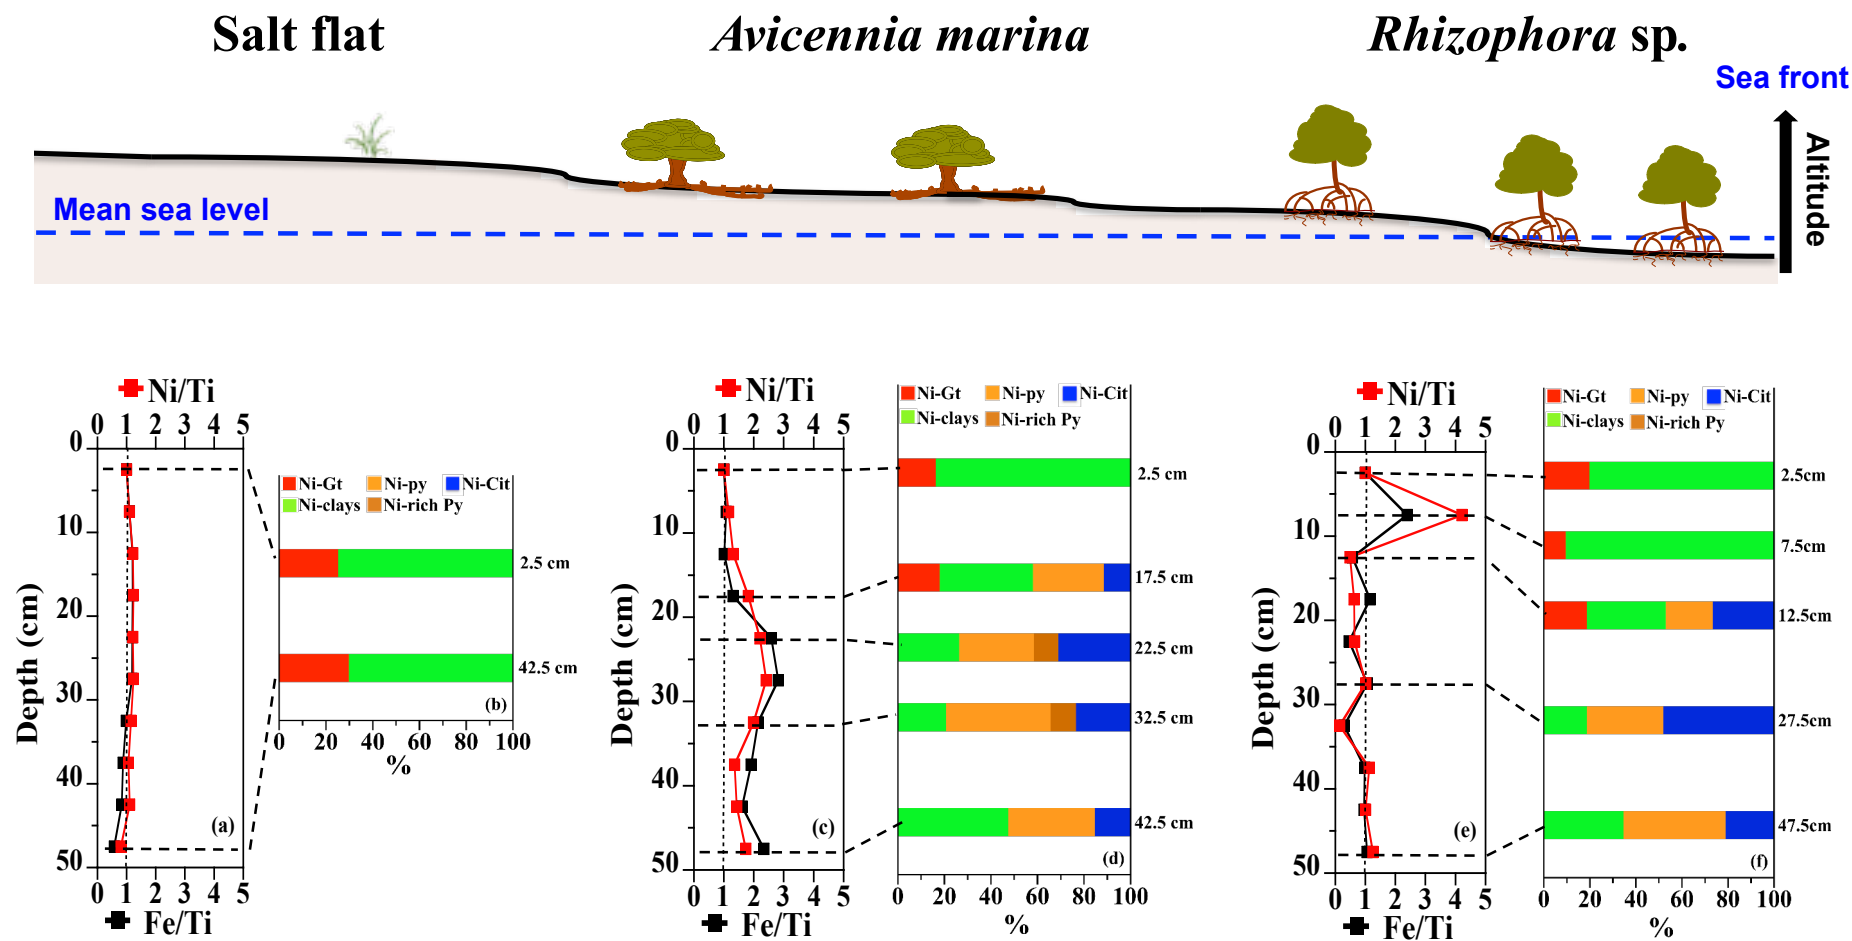 Salt flat
Avicennia marina
Rhizophora sp.
Sea front
Altitude
Mean sea level
Ni/Ti
0 1 2 3 4 5
0
10
20
30
40
50
Depth (cm)
(a)
0 1 2 3 4 5
Fe/Ti
Ni-Gt Ni-py Ni-Cit
Ni-clays Ni-rich Py
2.5 cm
42.5 cm
(b)
0 20 40 60 80 100
%
Ni/Ti
0 1 2 3 4 5
0
10
20
30
40
50
Depth (cm)
(c)
0 1 2 3 4 5
Fe/Ti
Ni-Gt Ni-py Ni-Cit
Ni-clays Ni-rich Py
2.5 cm
17.5 cm
22.5 cm
32.5 cm
42.5 cm
(d)
0 20 40 60 80 100
%
Ni/Ti
0 1 2 3 4 5
0
10
20
30
40
50
Depth (cm)
(e)
0 1 2 3 4 5
Fe/Ti
Ni-Gt Ni-py Ni-Cit
Ni-clays Ni-rich Py
2.5cm
7.5cm
12.5cm
27.5cm
47.5cm
(f)
0 20 40 60 80 100
%